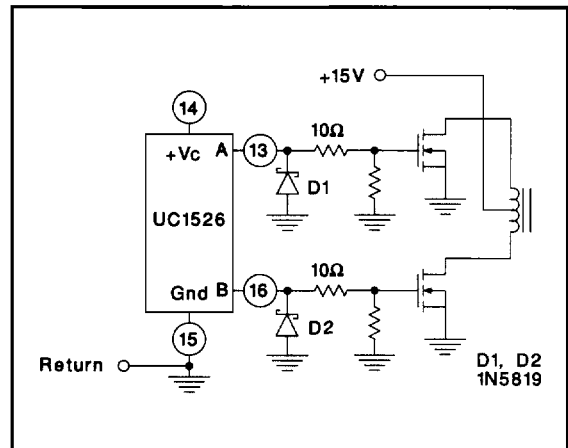 +15V
14
10Ω
+Vc A 13
D1
UC1526
10Ω
Gnd B 16
D2
15
Return
D1, D2
1N5819